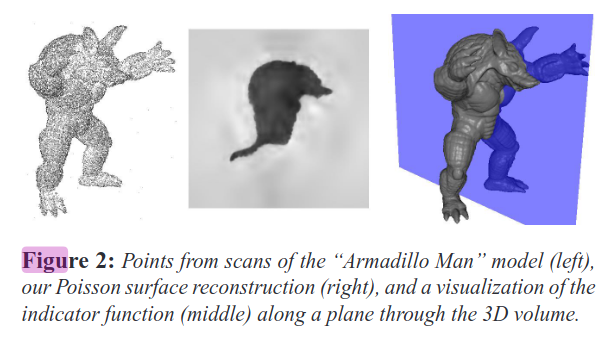 Figure 2: Points from scans of the “Armadillo Man” model (left),
our Poisson surface reconstruction (right), and a visualization of the
indicator function (middle) along a plane through the 3D volume.